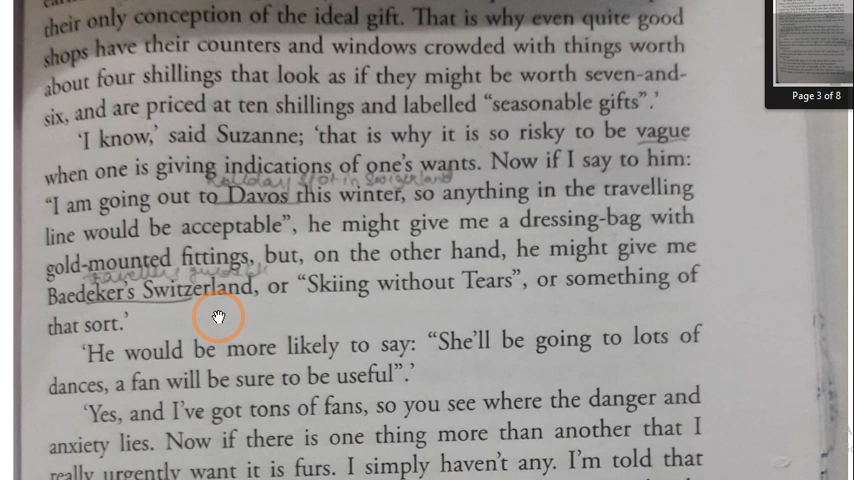 their only conception of the ideal gift. That is why even quite good
shops have their counters and windows crowded with things worth
about four shillings that look as if they might be worth seven-and-
six, and are priced at ten shillings and labelled “seasonable gifts”.’
‘I know,’ said Suzanne; ‘that is why it is so risky to be vague
when one is giving indications of one’s wants. Now if I say to him:
Holiday spot in Swizerland
“I am going out to Davos this winter, so anything in the travelling
line would be acceptable”, he might give me a dressing-bag with
gold-mounted fittings, but, on the other hand, he might give me
Baedeker’s Switzerland, or “Skiing without Tears”, or something of
that sort.’
‘He would be more likely to say: “She’ll be going to lots of
dances, a fan will be sure to be useful”.’
‘Yes, and I’ve got tons of fans, so you see where the danger and
anxiety lies. Now if there is one thing more than another that I
really urgently want it is furs. I simply haven’t any. I’m told that
Page 3 of 8